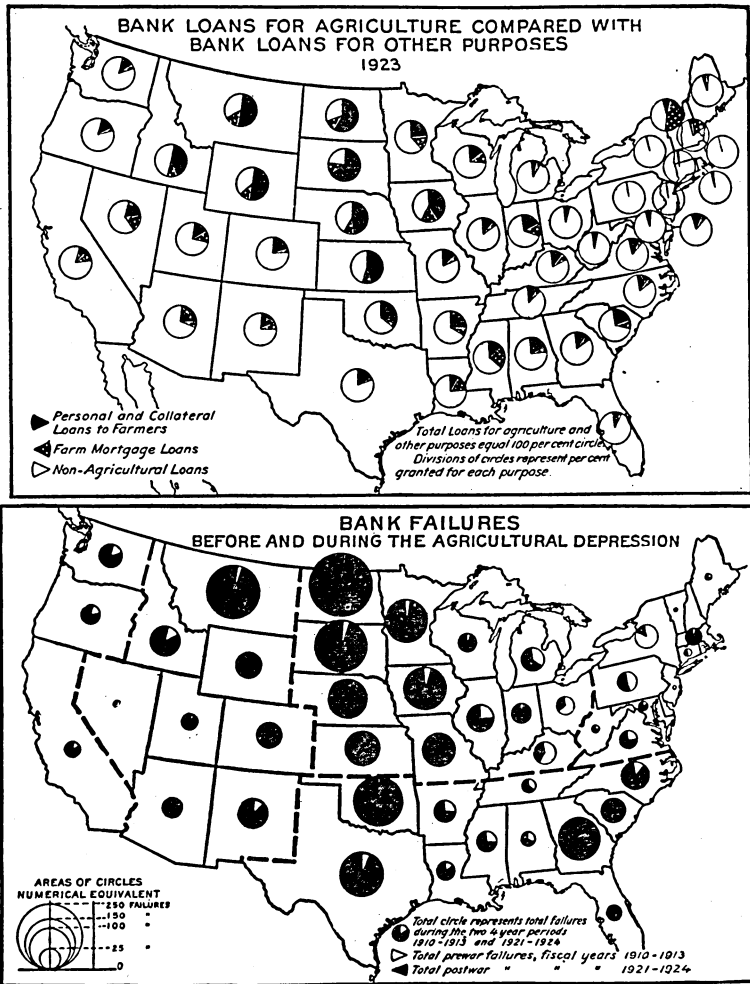 BANK LOANS FOR AGRICULTURE COMPARED WITH
BANK LOANS FOR OTHER PURPOSES
1923
Personal and Collateral
Loans to Farmers
Farm Mortgage Loans
Non-Agricultural Loans
Total Loans for agriculture and
other purposes equal 100 per cent circle.
Divisions of circles represent per cent
granted for each purpose.
BANK FAILURES
BEFORE AND DURING THE AGRICULTURAL DEPRESSION
AREAS OF CIRCLES
NUMERICAL EQUIVALENT
250 FAILURES
150 "
100 "
25 "
0
Total circle represents total failures
during the two 4 year periods
1910-1913 and 1921-1924
Total prewar failures, fiscal years 1910-1913
Total postwar " " " 1921-1924